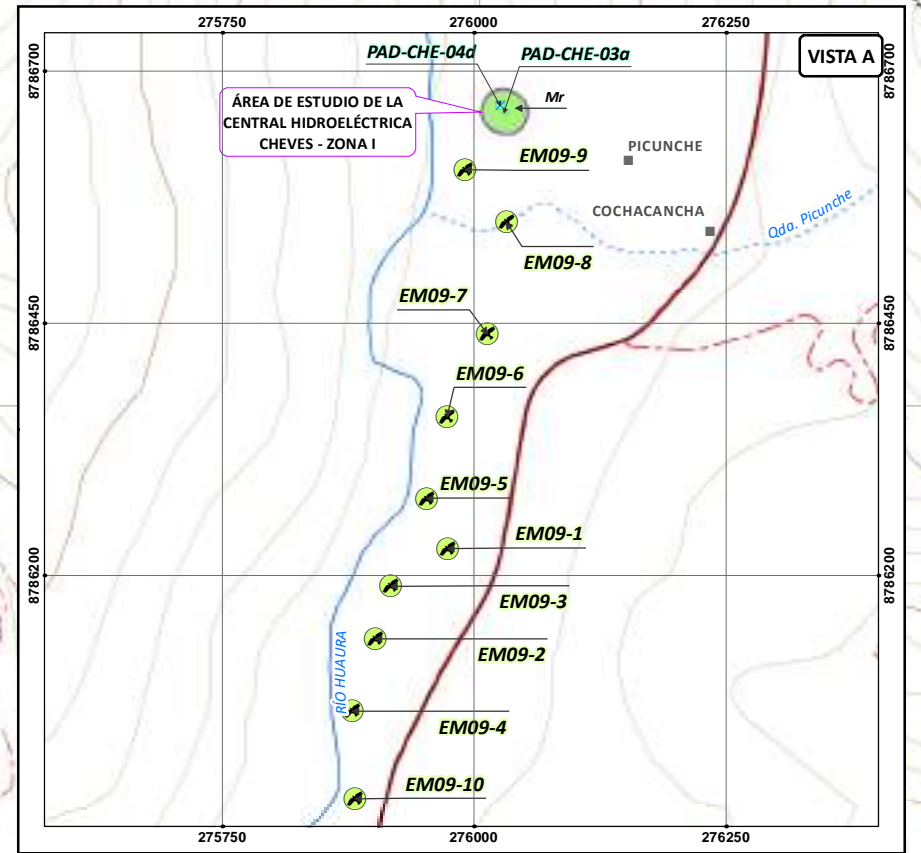 275750
276000
276250
VISTA A
PAD-CHE-04d
PAD-CHE-03a
8786700
8786700
ÁREA DE ESTUDIO DE LA
CENTRAL HIDROELÉCTRICA
CHEVES - ZONA I
Mr
EM09-9
PICUNCHE
COCHACANCHA
Qda. Picunche
EM09-8
EM09-7
8786450
8786450
EM09-6
EM09-5
EM09-1
8786200
8786200
EM09-3
EM09-2
RÍO HUAURA
EM09-4
EM09-10
275750
276000
276250